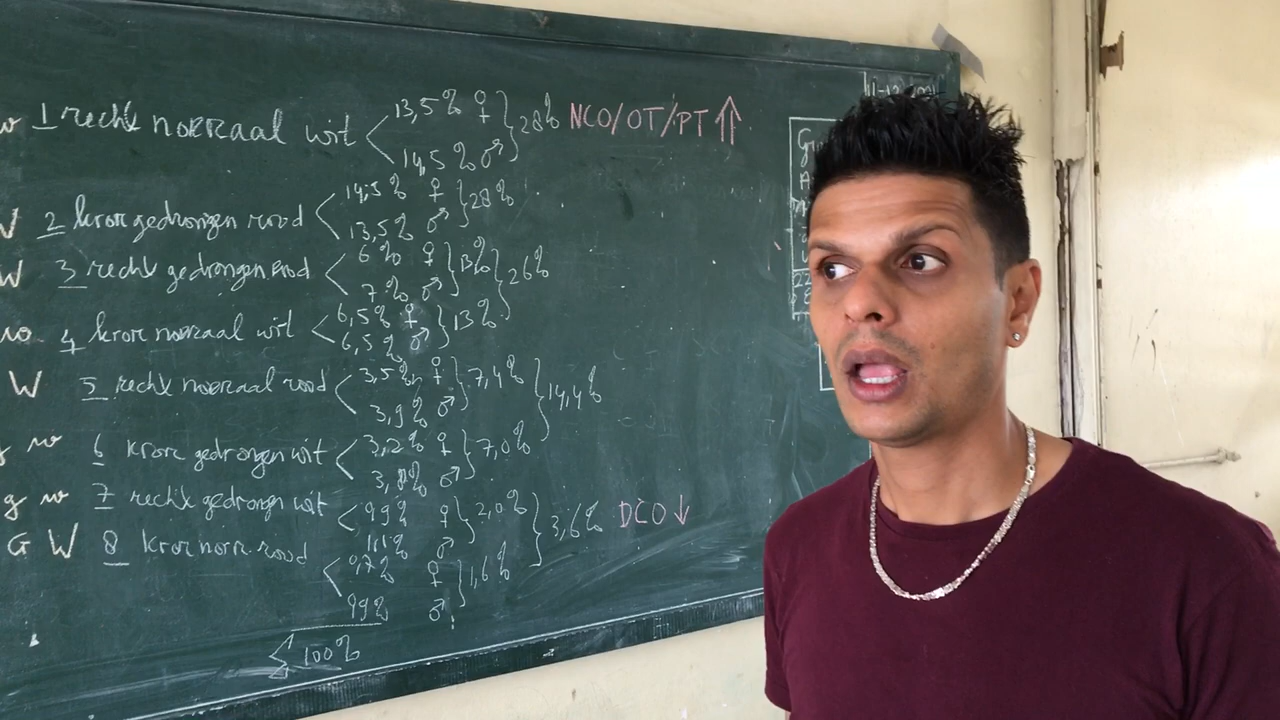 w 1 recht normaal wit 13,5% ♀ 28% NCO/OT/PT ⇑
14,5% ♂
W 2 krom gedrongen rood 14,5% ♀ 28%
13,5% ♂
W 3 recht gedrongen rood 6% ♀ 13% 26%
7% ♂
w 4 krom normaal wit 6,5% ♀ 13%
6,5% ♂
W 5 recht normaal rood 3,5% ♀ 7,4% 14,4%
3,9% ♂
g w 6 krom gedrongen wit 3,2% ♀ 7,0%
3,8% ♂
g w 7 recht gedrongen wit 0,9% ♀ 2,0% 3,6% DCO ↓
1,1% ♂
G W 8 krom norm. rood 0,7% ♀ 1,6%
0,9% ♂
Σ 100%